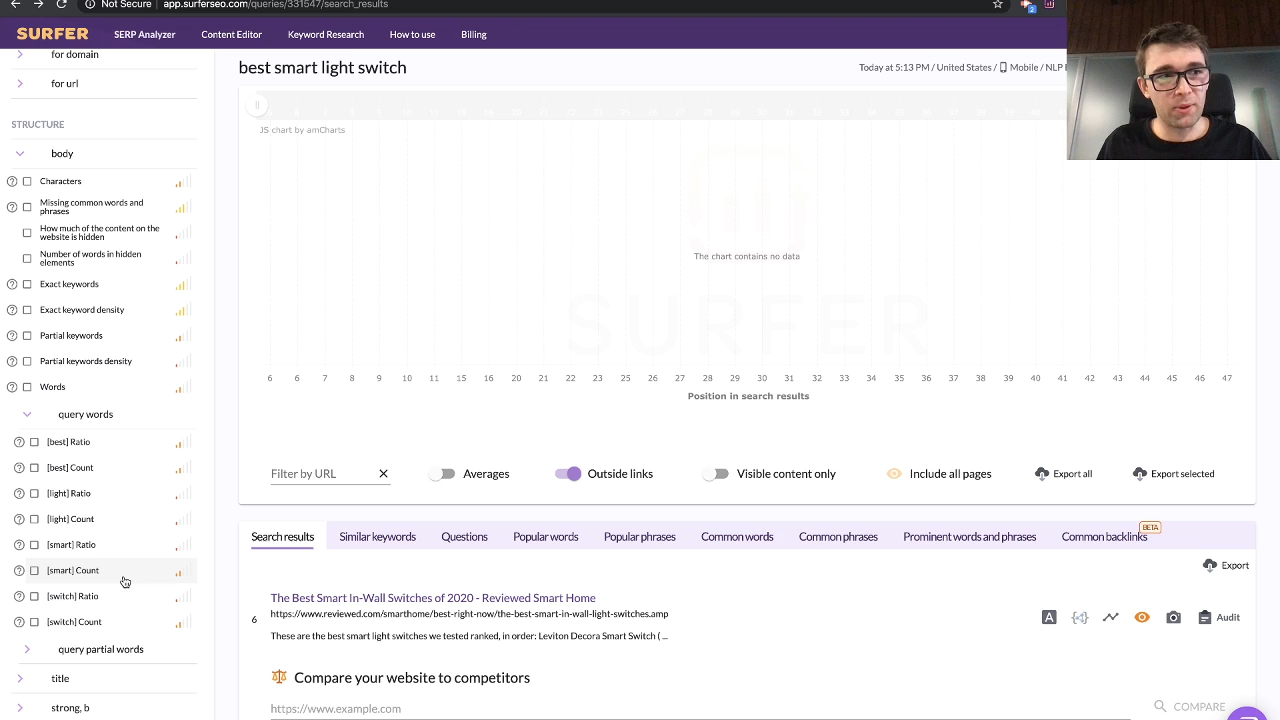 Not Secure | app.surferseo.com/queries/331547/search_results
2
SURFER
SERP Analyzer
Content Editor
Keyword Research
How to use
Billing
for domain
for url
STRUCTURE
body
Characters
Missing common words and
phrases
How much of the content on the
website is hidden
Number of words in hidden
elements
Exact keywords
Exact keyword density
Partial keywords
Partial keywords density
Words
query words
[best] Ratio
[best] Count
[light] Ratio
[light] Count
[smart] Ratio
[smart] Count
[switch] Ratio
[switch] Count
query partial words
title
strong, b
best smart light switch
Today at 5:13 PM / United States / Mobile / NLP
JS chart by amCharts
The chart contains no data
SURFER
6 6 7 8 9 10 11 15 16 20 21 22 23 25 26 27 28 29 30 31 32 33 34 35 36 37 38 39 40 41 42 43 44 45 46 47
Position in search results
Filter by URL
Averages
Outside links
Visible content only
Include all pages
Export all
Export selected
Search results
Similar keywords
Questions
Popular words
Popular phrases
Common words
Common phrases
Prominent words and phrases
Common backlinks
BETA
Export
6
The Best Smart In-Wall Switches of 2020 - Reviewed Smart Home
https://www.reviewed.com/smarthome/best-right-now/the-best-smart-in-wall-light-switches.amp
These are the best smart light switches we tested ranked, in order: Leviton Decora Smart Switch ( ...
A
Audit
Compare your website to competitors
https://www.example.com
COMPARE